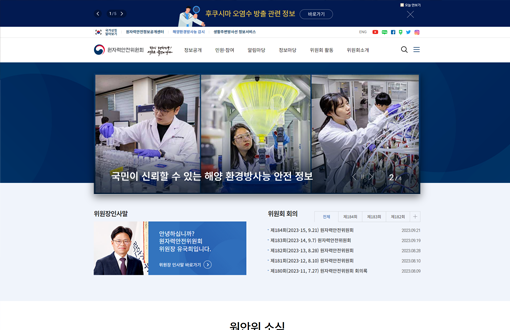 1 / 6
후쿠시마 오염수 방출 관련 정보
바로가기
오늘 안보기
원자력안전정보공개센터
해양환경방사능 감시
생활주변방사선 정보서비스
ENG
원자력안전위원회
정보공개
민원·참여
알림마당
정보마당
위원회 활동
위원회소개
국민이 신뢰할 수 있는 해양 환경방사능 안전 정보
2 / 4
위원장인사말
안녕하십니까?
원자력안전위원회
위원장 유국희입니다.
위원장 인사말 바로가기
위원회 회의
전체
제184회
제183회
제182회
제184회(2023-15, 9.21) 원자력안전위원회
2023.09.21
제183회(2023-14, 9.7) 원자력안전위원회
2023.09.19
제182회(2023-13, 8.24) 원자력안전위원회
2023.08.28
제181회(2023-12, 8.10) 원자력안전위원회
2023.08.10
제180회(2023-11, 7.27) 원자력안전위원회 회의록
2023.08.09
원안위 소식